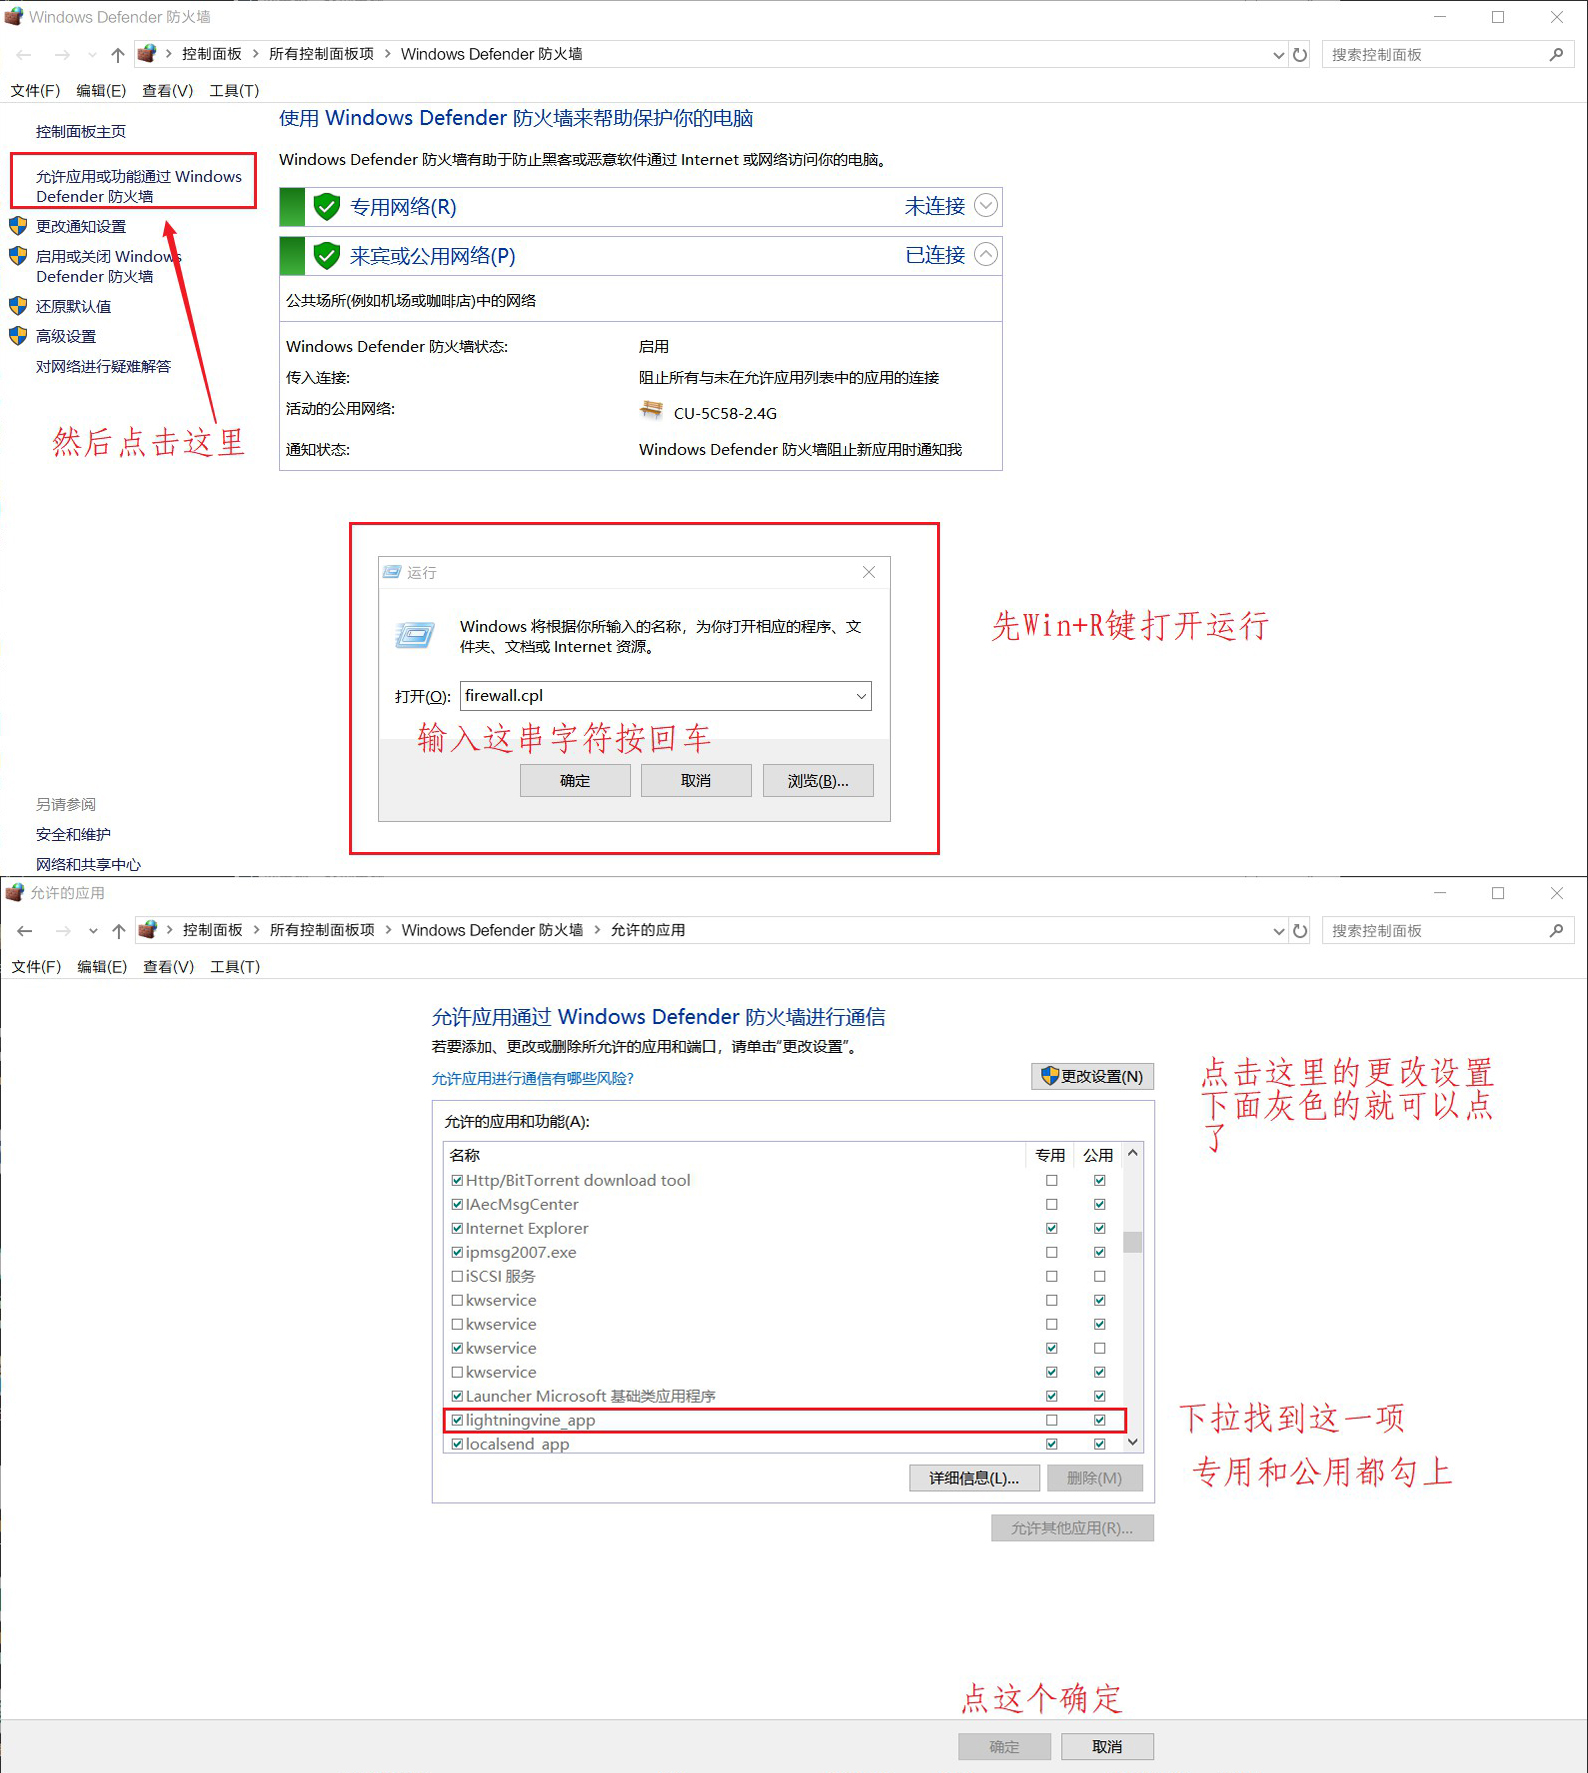 Windows Defender 防火墙
控制面板 › 所有控制面板项 › Windows Defender 防火墙
搜索控制面板
文件(F) 编辑(E) 查看(V) 工具(T)
控制面板主页
允许应用或功能通过 Windows
Defender 防火墙
更改通知设置
启用或关闭 Windows
Defender 防火墙
还原默认值
高级设置
对网络进行疑难解答
然后点击这里
使用 Windows Defender 防火墙来帮助保护你的电脑
Windows Defender 防火墙有助于防止黑客或恶意软件通过 Internet 或网络访问你的电脑。
专用网络(R) 未连接
来宾或公用网络(P) 已连接
公共场所(例如机场或咖啡店)中的网络
Windows Defender 防火墙状态: 启用
传入连接: 阻止所有与未在允许应用列表中的应用的连接
活动的公用网络: CU-5C58-2.4G
通知状态: Windows Defender 防火墙阻止新应用时通知我
运行
Windows 将根据你所输入的名称，为你打开相应的程序、文
件夹、文档或 Internet 资源。
打开(O): firewall.cpl
输入这串字符按回车
确定 取消 浏览(B)...
先Win+R键打开运行
另请参阅
安全和维护
网络和共享中心
允许的应用
控制面板 › 所有控制面板项 › Windows Defender 防火墙 › 允许的应用
搜索控制面板
文件(F) 编辑(E) 查看(V) 工具(T)
允许应用通过 Windows Defender 防火墙进行通信
若要添加、更改或删除所允许的应用和端口，请单击"更改设置"。
允许应用进行通信有哪些风险?
更改设置(N)
点击这里的更改设置
下面灰色的就可以点
了
允许的应用和功能(A):
名称 专用 公用
Http/BitTorrent download tool
IAecMsgCenter
Internet Explorer
ipmsg2007.exe
iSCSI 服务
kwservice
kwservice
kwservice
kwservice
Launcher Microsoft 基础类应用程序
lightningvine_app
localsend_app
下拉找到这一项
专用和公用都勾上
详细信息(L)... 删除(M)
允许其他应用(R)...
点这个确定
确定 取消